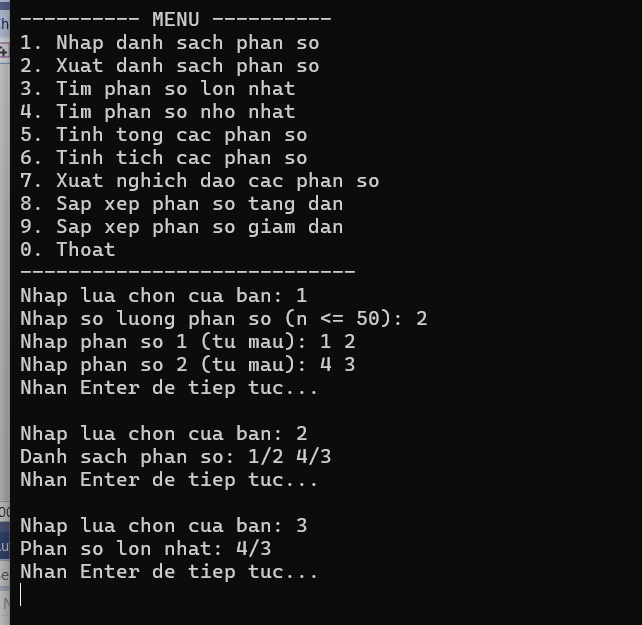 ---------- MENU ----------
1. Nhap danh sach phan so
2. Xuat danh sach phan so
3. Tim phan so lon nhat
4. Tim phan so nho nhat
5. Tinh tong cac phan so
6. Tinh tich cac phan so
7. Xuat nghich dao cac phan so
8. Sap xep phan so tang dan
9. Sap xep phan so giam dan
0. Thoat
----------------------------
Nhap lua chon cua ban: 1
Nhap so luong phan so (n <= 50): 2
Nhap phan so 1 (tu mau): 1 2
Nhap phan so 2 (tu mau): 4 3
Nhan Enter de tiep tuc...
Nhap lua chon cua ban: 2
Danh sach phan so: 1/2 4/3
Nhan Enter de tiep tuc...
Nhap lua chon cua ban: 3
Phan so lon nhat: 4/3
Nhan Enter de tiep tuc...